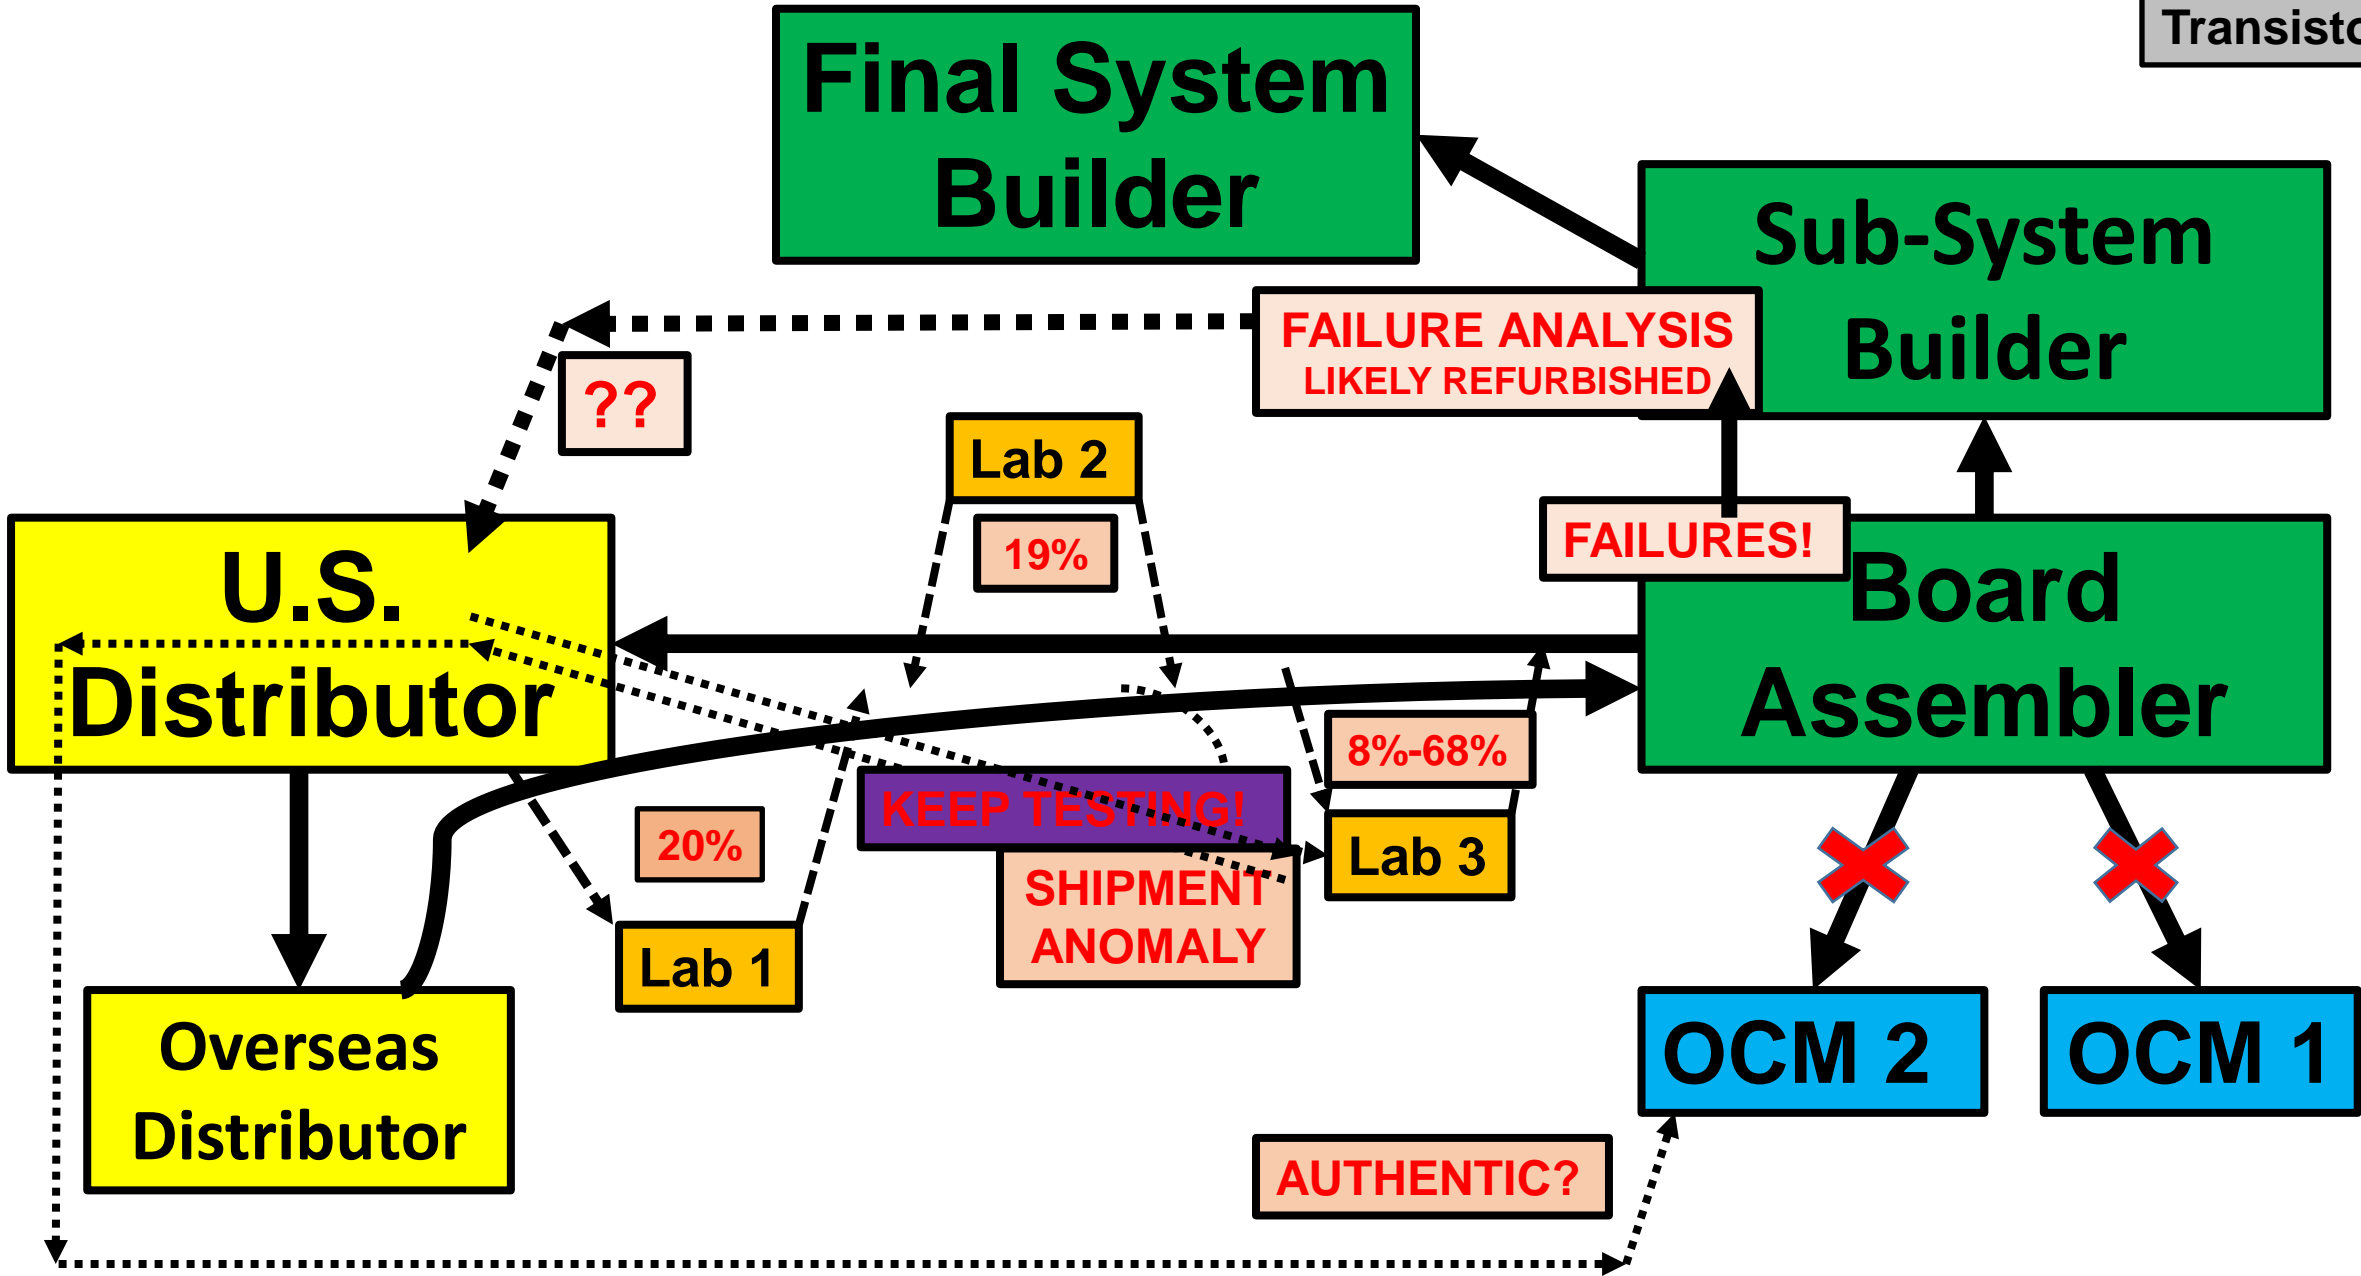 Transisto
Final System
Builder
Sub-System
Builder
FAILURE ANALYSIS
LIKELY REFURBISHED
??
Lab 2
19%
FAILURES!
U.S.
Distributor
Board
Assembler
8%-68%
KEEP TESTING!
20%
Lab 3
SHIPMENT
ANOMALY
Lab 1
Overseas
Distributor
OCM 2
OCM 1
AUTHENTIC?